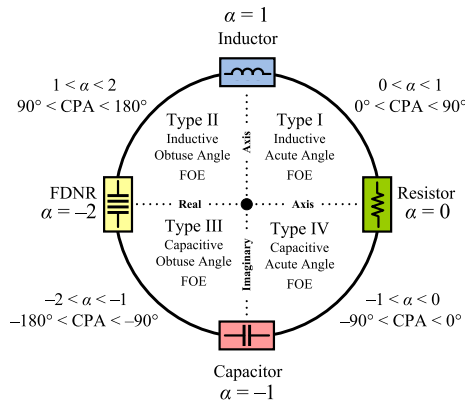 α = 1
Inductor
1 < α < 2
90° < CPA < 180°
0 < α < 1
0° < CPA < 90°
Type II
Inductive
Obtuse Angle
FOE
Axis
Type I
Inductive
Acute Angle
FOE
FDNR
α = –2
Real
Axis
Resistor
α = 0
Type III
Capacitive
Obtuse Angle
FOE
Imaginary
Type IV
Capacitive
Acute Angle
FOE
–2 < α < –1
–180° < CPA < –90°
–1 < α < 0
–90° < CPA < 0°
Capacitor
α = –1